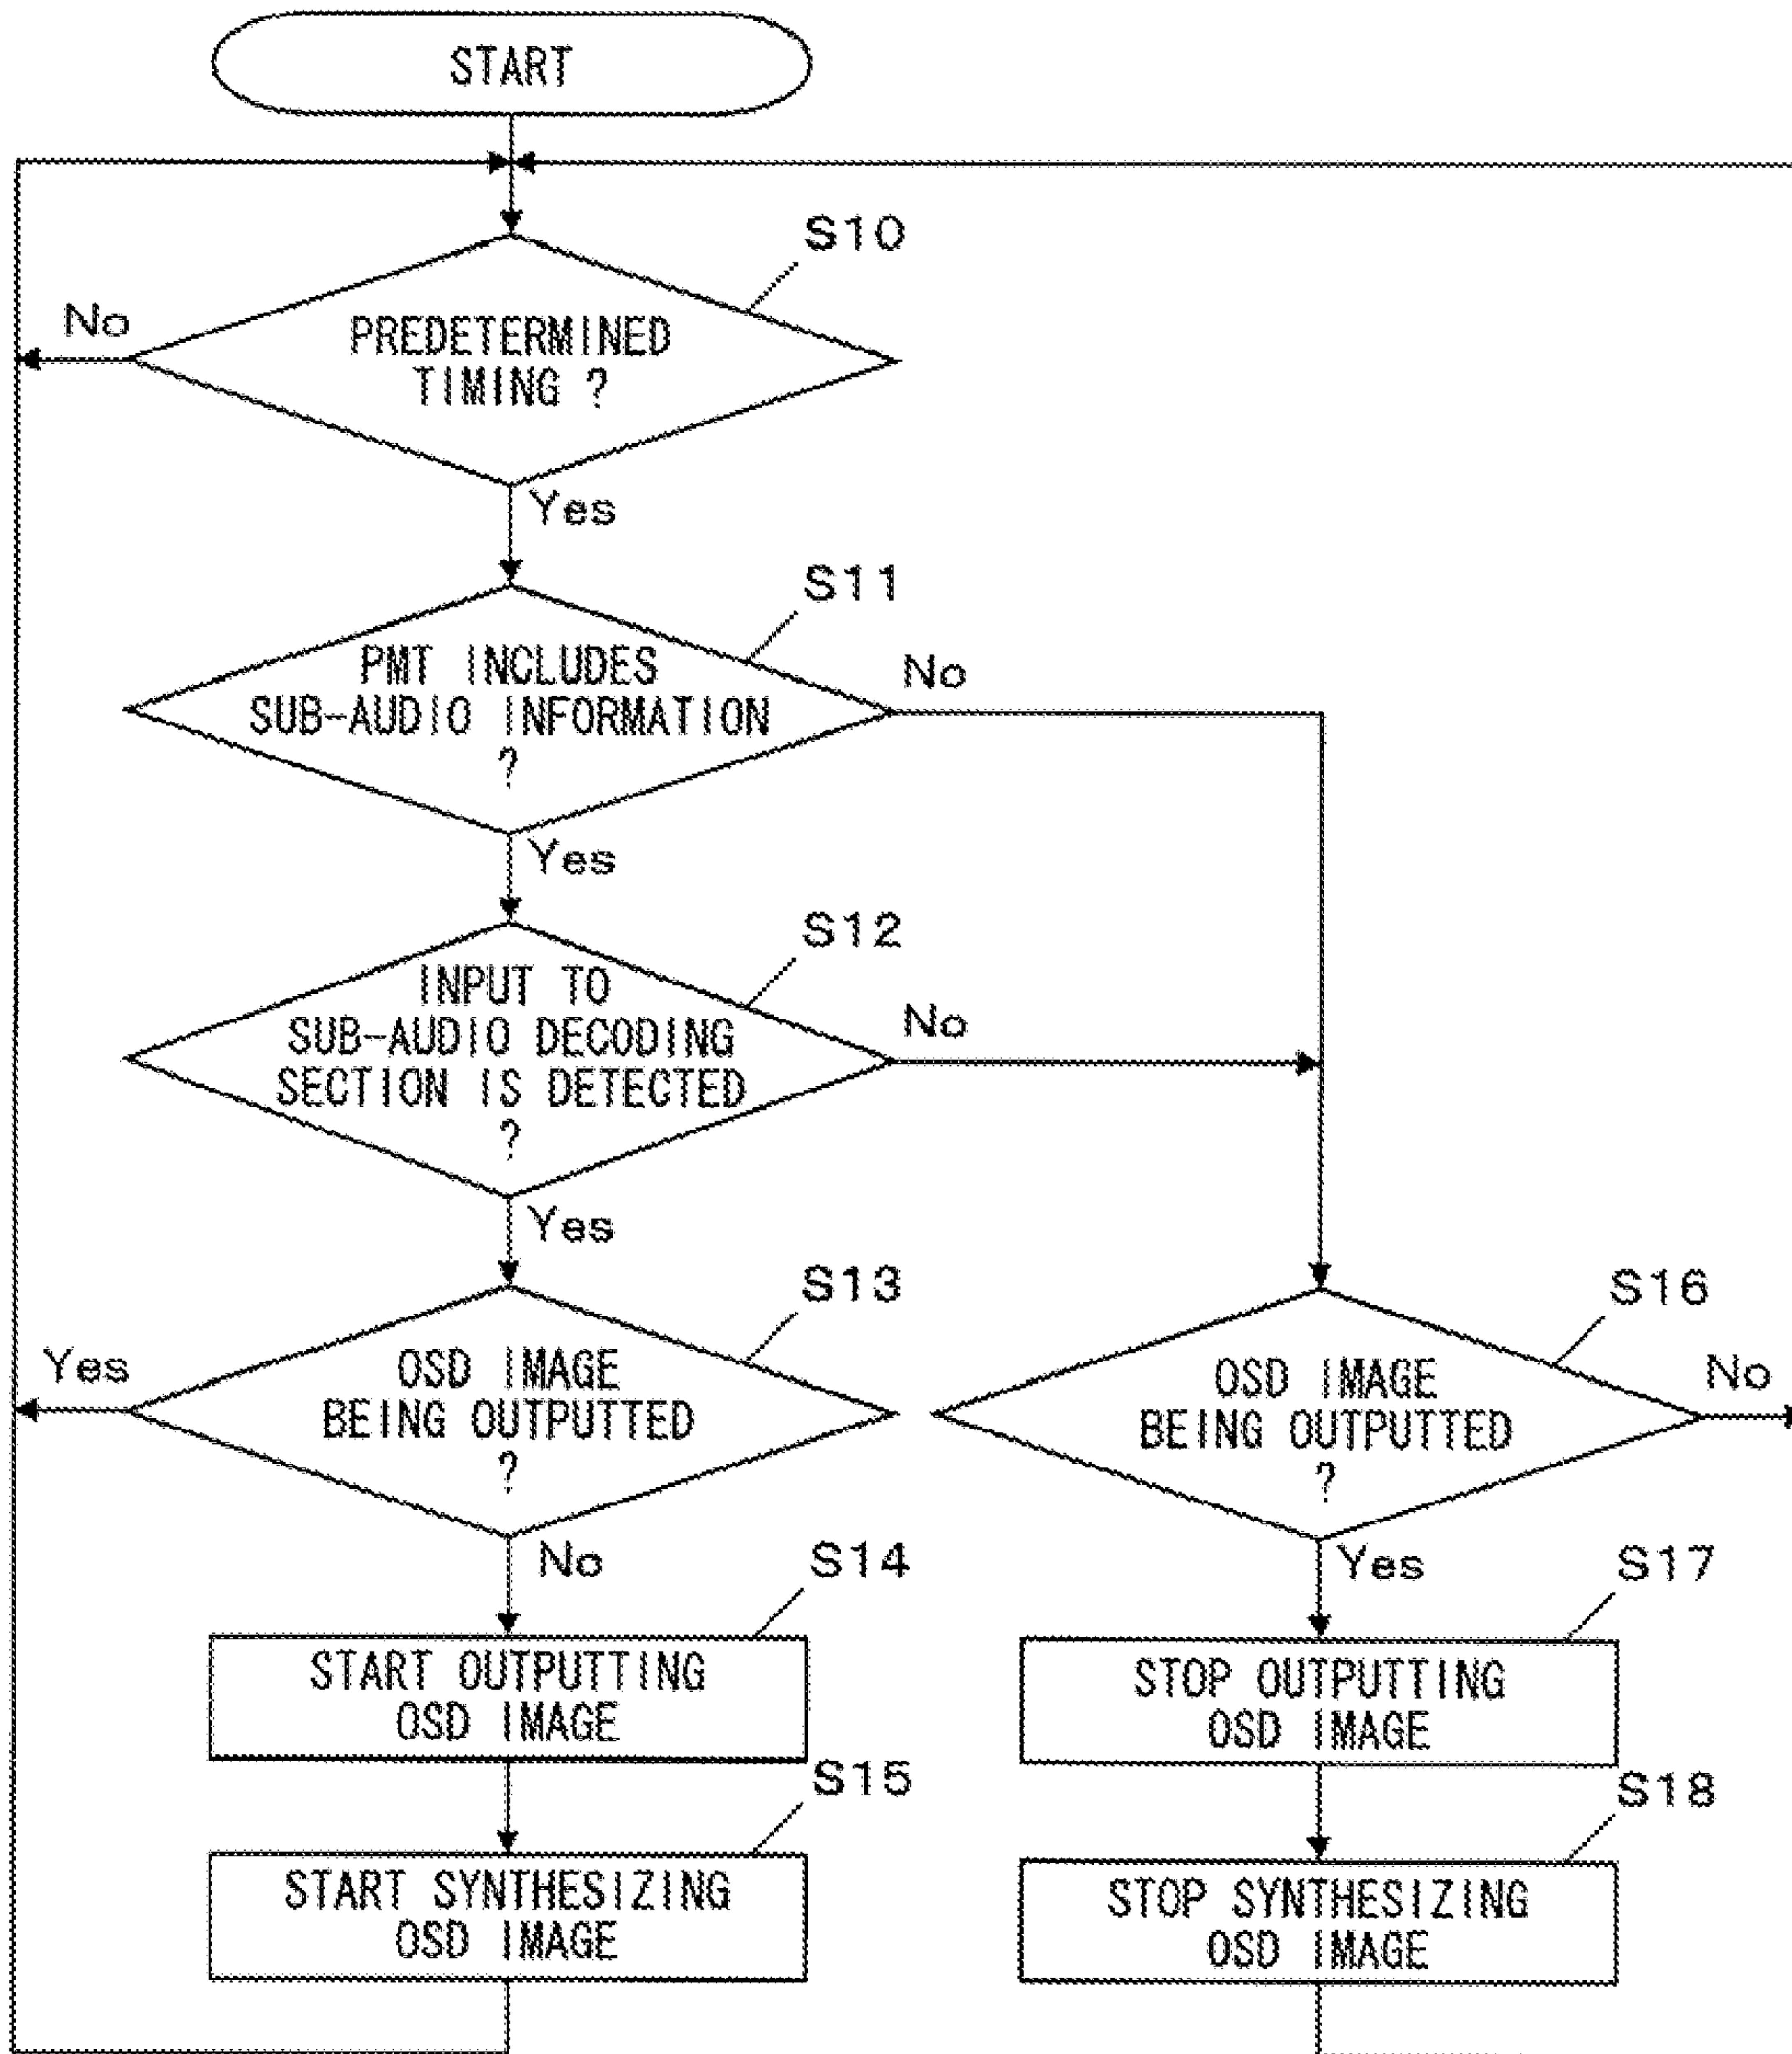 START
S10
No
PREDETERMINED
TIMING ?
Yes
S11
PMT INCLUDES
SUB-AUDIO INFORMATION
?
No
Yes
S12
INPUT TO
SUB-AUDIO DECODING
SECTION IS DETECTED
?
No
Yes
S13
Yes
OSD IMAGE
BEING OUTPUTTED
?
No
S16
OSD IMAGE
BEING OUTPUTTED
?
No
Yes
S14
START OUTPUTTING
OSD IMAGE
S17
STOP OUTPUTTING
OSD IMAGE
S15
START SYNTHESIZING
OSD IMAGE
S18
STOP SYNTHESIZING
OSD IMAGE